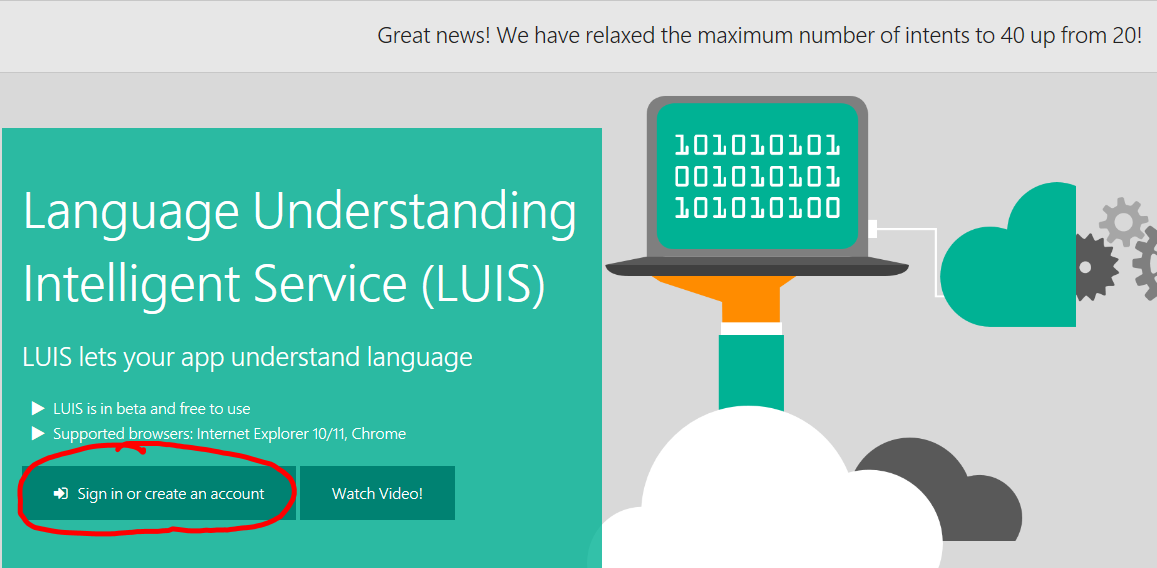 Great news! We have relaxed the maximum number of intents to 40 up from 20!
101010101
001010101
101010100
Language Understanding
Intelligent Service (LUIS)
LUIS lets your app understand language
LUIS is in beta and free to use
Supported browsers: Internet Explorer 10/11, Chrome
Sign in or create an account
Watch Video!